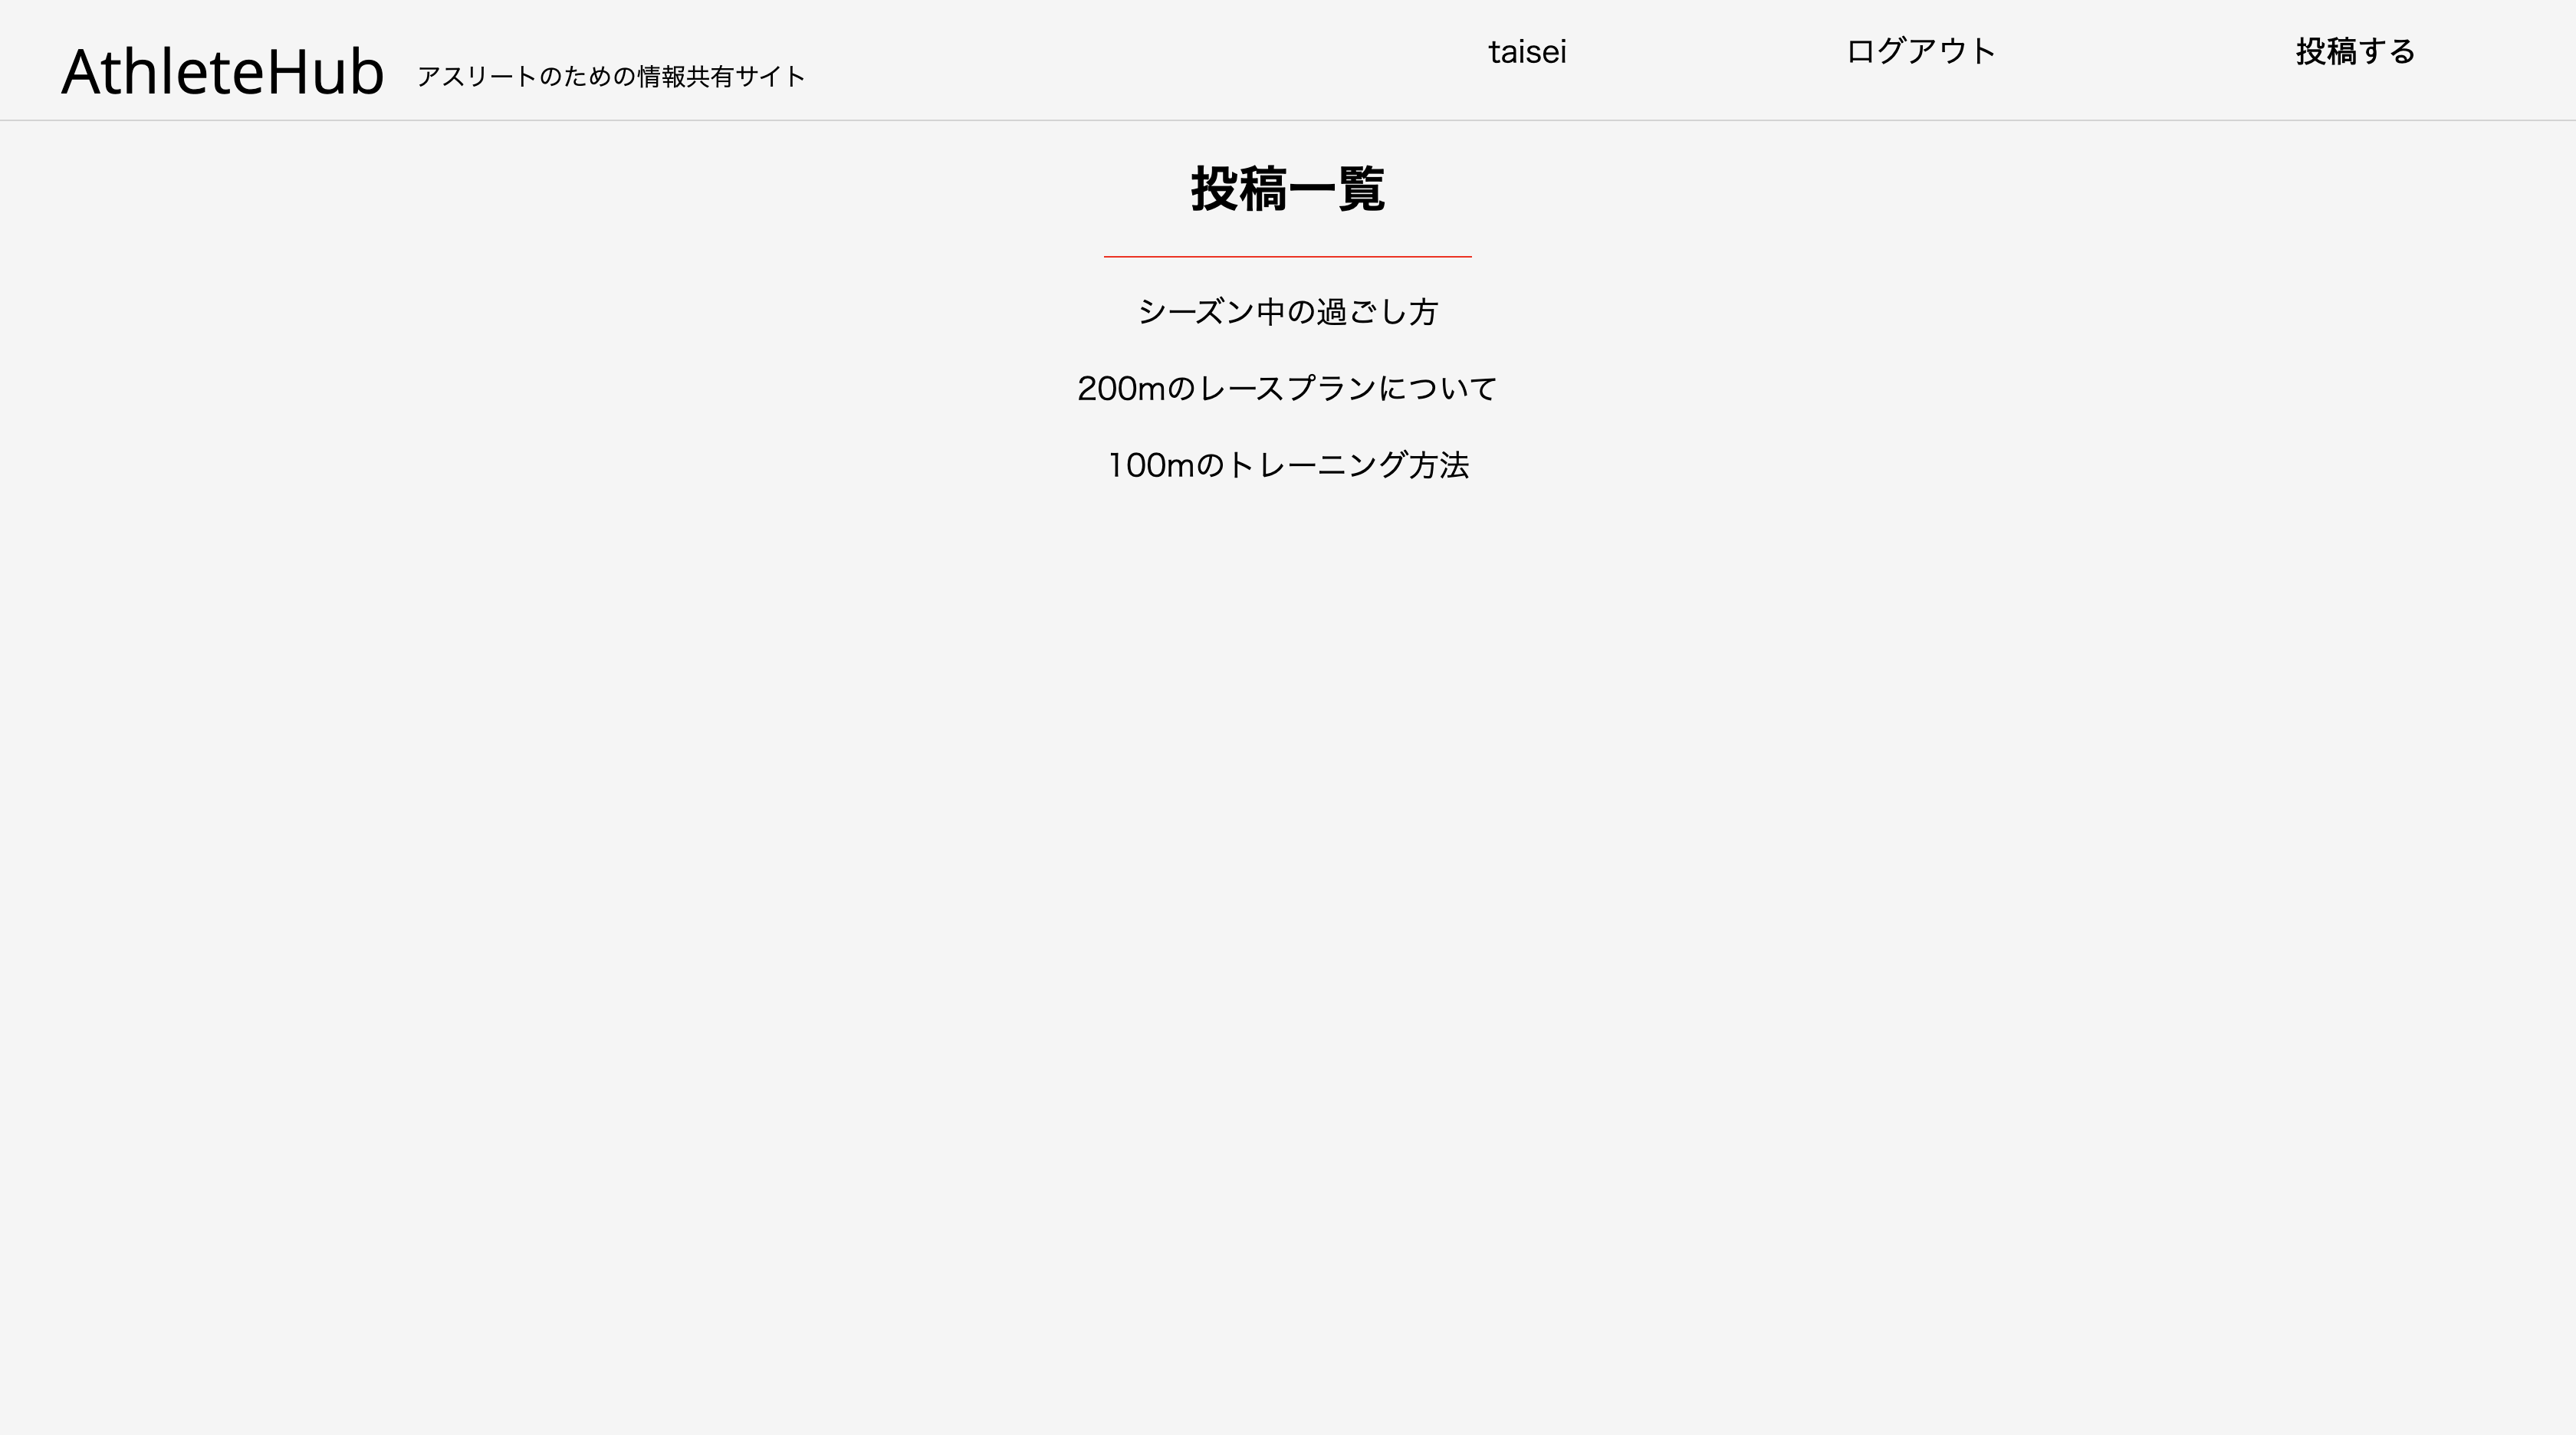 AthleteHub アスリートのための情報共有サイト taisei ログアウト 投稿する
投稿一覧
シーズン中の過ごし方
200mのレースプランについて
100mのトレーニング方法